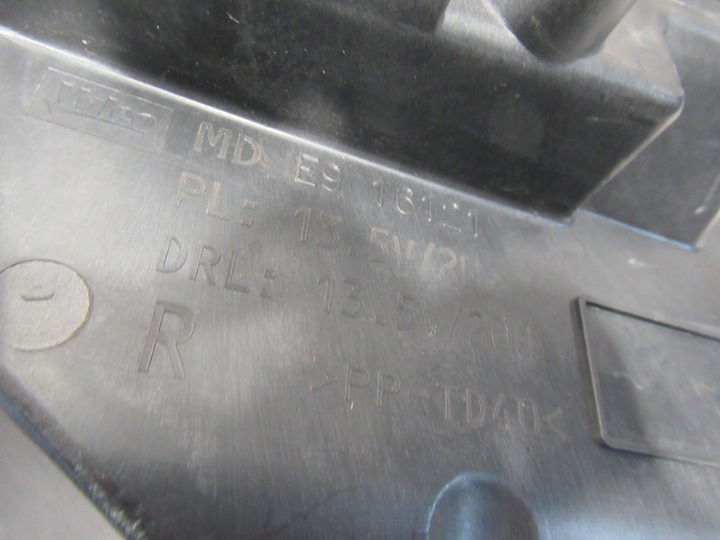 MD E9 16121
PL: 13.5V/2W
DRL: 13.5V/20W
R
>PP-TD40<